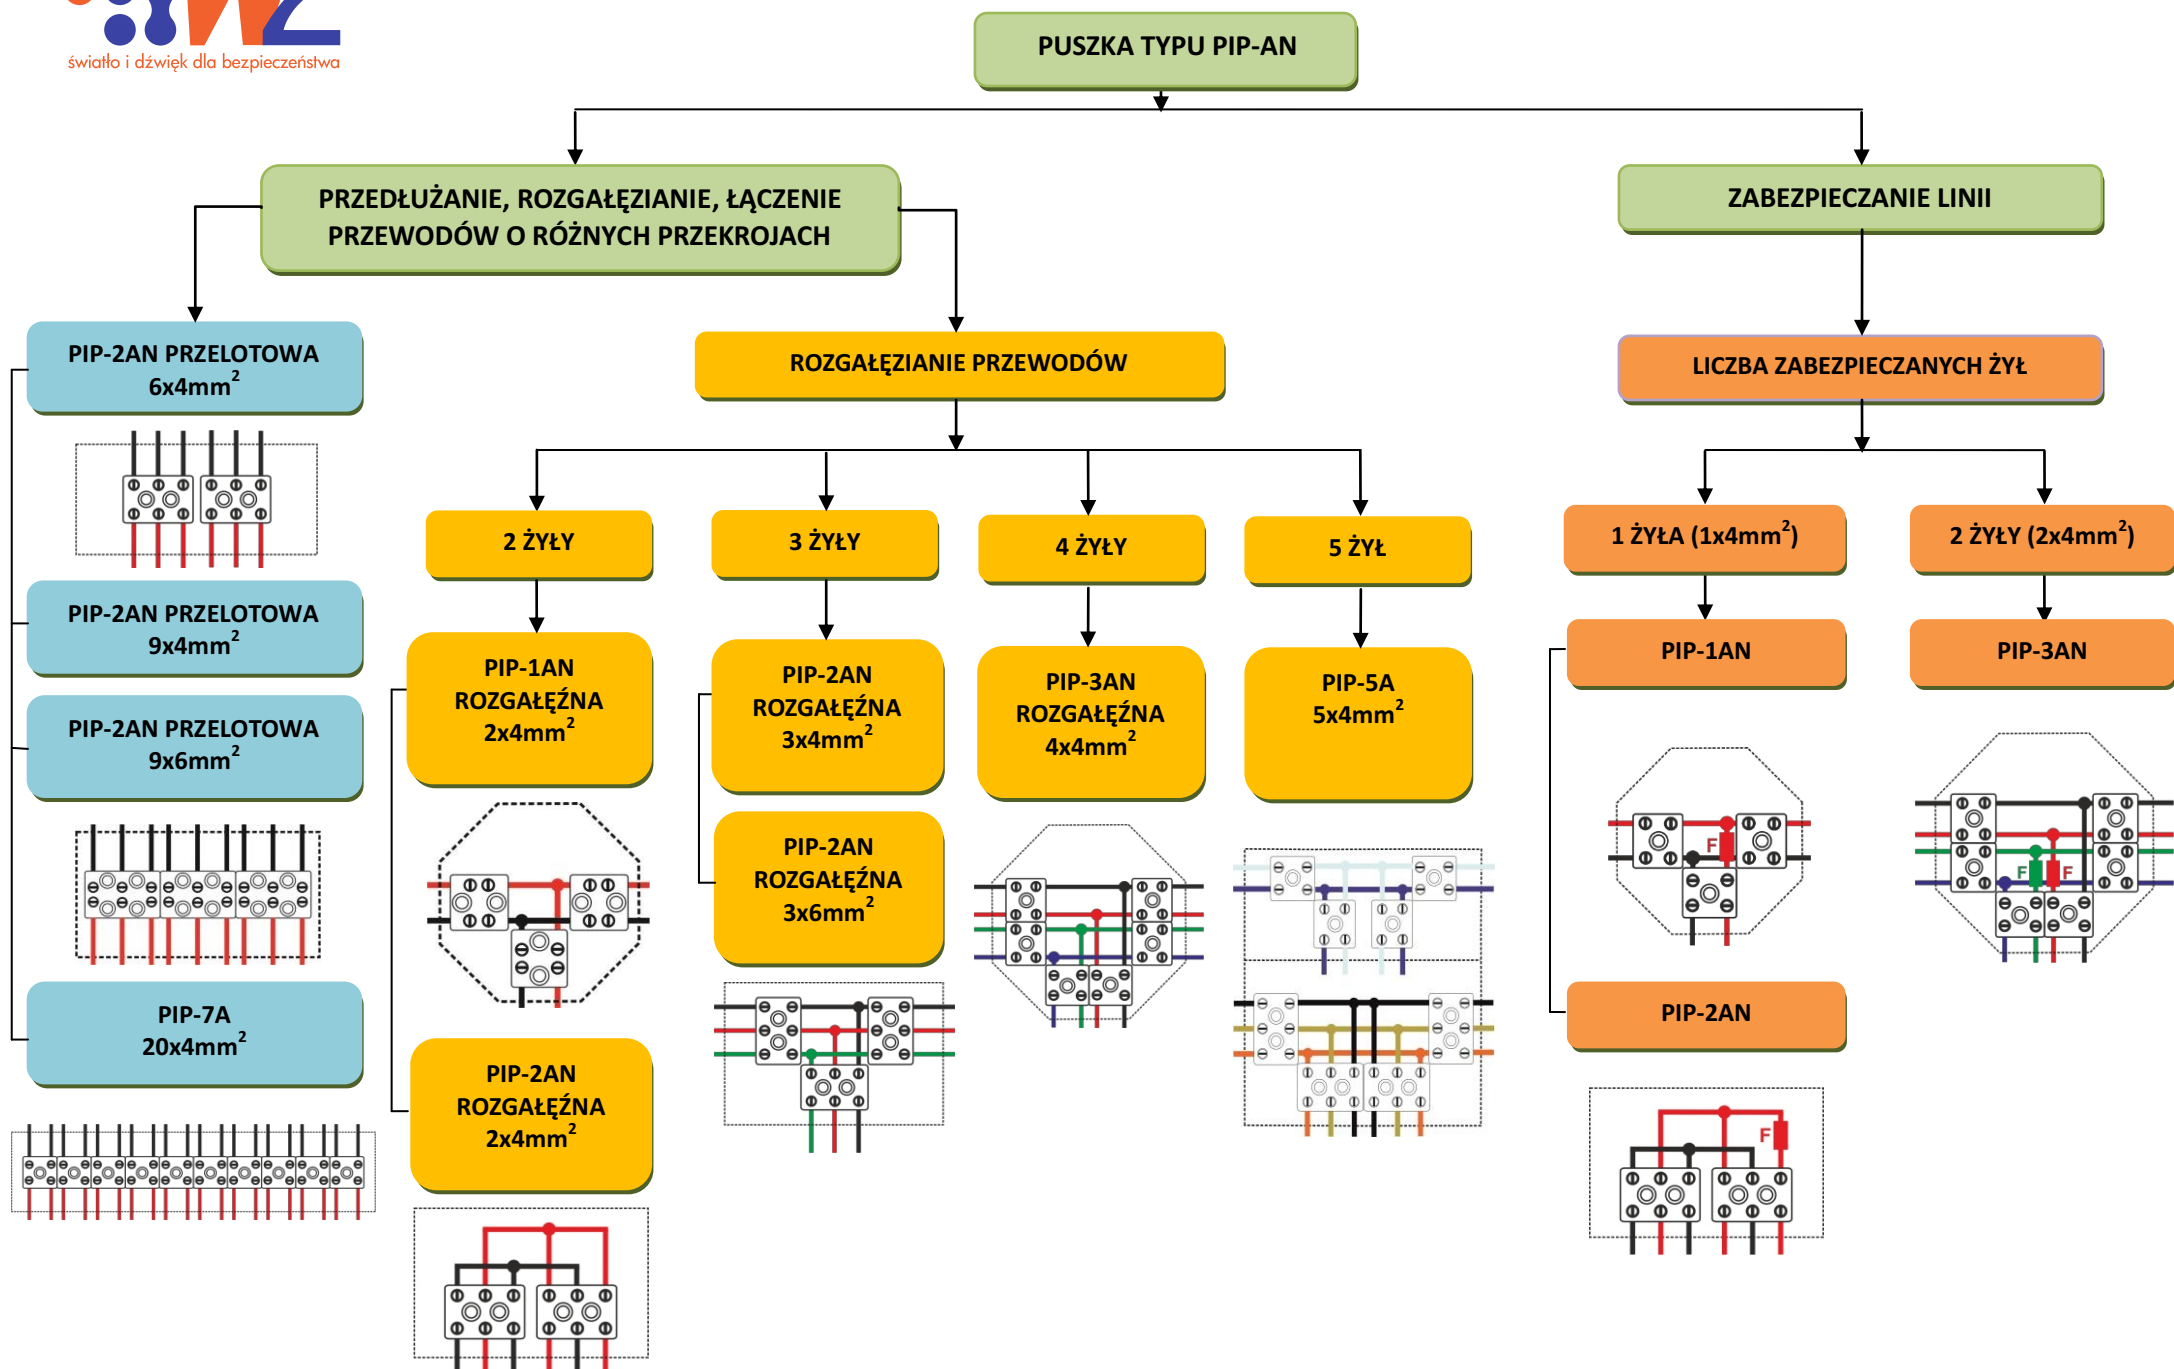 światło i dźwięk dla bezpieczeństwa
PUSZKA TYPU PIP-AN
PRZEDŁUŻANIE, ROZGAŁĘZIANIE, ŁĄCZENIE
PRZEWODÓW O RÓŻNYCH PRZEKROJACH
ZABEZPIECZANIE LINII
PIP-2AN PRZELOTOWA
6x4mm²
ROZGAŁĘZIANIE PRZEWODÓW
LICZBA ZABEZPIECZANYCH ŻYŁ
2 ŻYŁY
3 ŻYŁY
4 ŻYŁY
5 ŻYŁ
1 ŻYŁA (1x4mm²)
2 ŻYŁY (2x4mm²)
PIP-2AN PRZELOTOWA
9x4mm²
PIP-2AN PRZELOTOWA
9x6mm²
PIP-7A
20x4mm²
PIP-1AN
ROZGAŁĘŹNA
2x4mm²
PIP-2AN
ROZGAŁĘŹNA
2x4mm²
PIP-2AN
ROZGAŁĘŹNA
3x4mm²
PIP-2AN
ROZGAŁĘŹNA
3x6mm²
PIP-3AN
ROZGAŁĘŹNA
4x4mm²
PIP-5A
5x4mm²
PIP-1AN
F
PIP-2AN
F
PIP-3AN
F
F